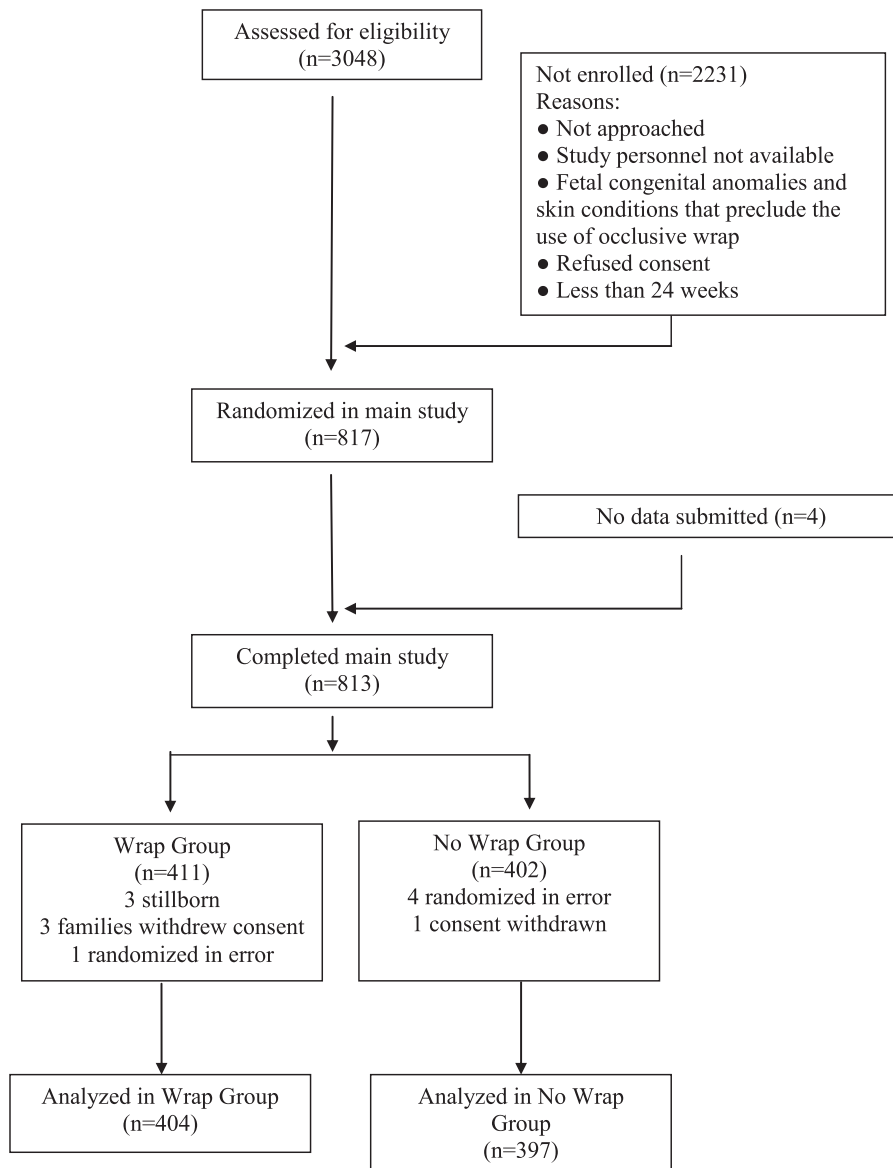 Assessed for eligibility
(n=3048)
Not enrolled (n=2231)
Reasons:
● Not approached
● Study personnel not available
● Fetal congenital anomalies and
skin conditions that preclude the
use of occlusive wrap
● Refused consent
● Less than 24 weeks
Randomized in main study
(n=817)
No data submitted (n=4)
Completed main study
(n=813)
Wrap Group
(n=411)
3 stillborn
3 families withdrew consent
1 randomized in error
No Wrap Group
(n=402)
4 randomized in error
1 consent withdrawn
Analyzed in Wrap Group
(n=404)
Analyzed in No Wrap
Group
(n=397)